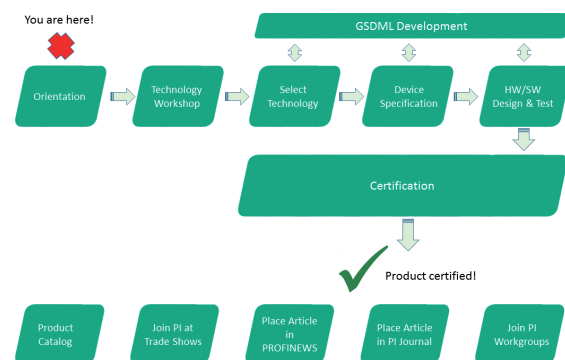 You are here!
GSDML Development
Orientation
Technology
Workshop
Select
Technology
Device
Specification
HW/SW
Design & Test
Certification
Product certified!
Product
Catalog
Join PI at
Trade Shows
Place Article
in
PROFINEWS
Place Article
in PI Journal
Join PI
Workgroups